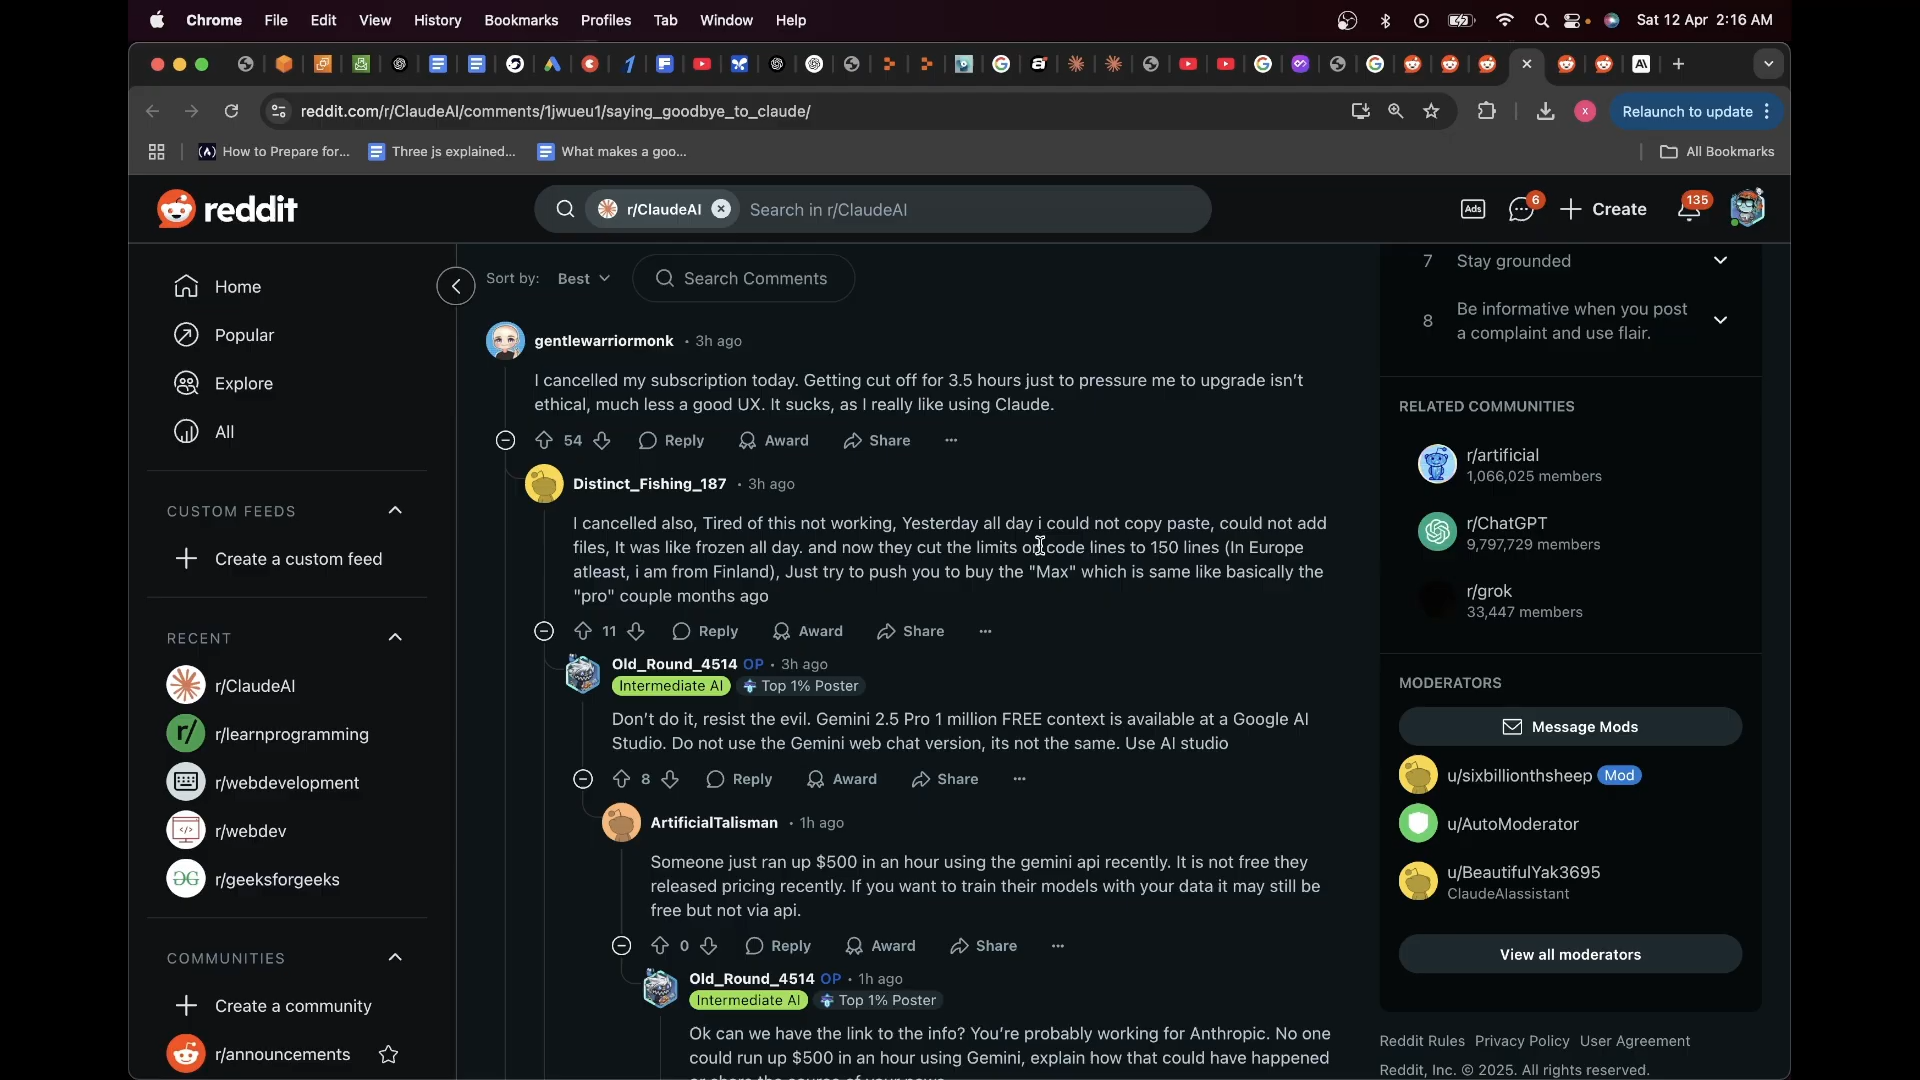 Chrome File Edit View History Bookmarks Profiles Tab Window Help Sat 12 Apr 2:16 AM
reddit.com/r/ClaudeAI/comments/1jwueu1/saying_goodbye_to_claude/ x Relaunch to update
How to Prepare for... Three js explained... What makes a goo... All Bookmarks
reddit r/ClaudeAI Search in r/ClaudeAI Ads 6 Create 135
Home
Popular
Explore
All
CUSTOM FEEDS
Create a custom feed
RECENT
r/ClaudeAI
r/learnprogramming
r/webdevelopment
r/webdev
r/geeksforgeeks
COMMUNITIES
Create a community
r/announcements
Sort by: Best Search Comments
gentlewarriormonk • 3h ago
I cancelled my subscription today. Getting cut off for 3.5 hours just to pressure me to upgrade isn't
ethical, much less a good UX. It sucks, as I really like using Claude.
54 Reply Award Share ...
Distinct_Fishing_187 • 3h ago
I cancelled also, Tired of this not working, Yesterday all day i could not copy paste, could not add
files, It was like frozen all day. and now they cut the limits on code lines to 150 lines (In Europe
atleast, i am from Finland), Just try to push you to buy the "Max" which is same like basically the
"pro" couple months ago
11 Reply Award Share ...
Old_Round_4514 OP • 3h ago
Intermediate AI Top 1% Poster
Don't do it, resist the evil. Gemini 2.5 Pro 1 million FREE context is available at a Google AI
Studio. Do not use the Gemini web chat version, its not the same. Use AI studio
8 Reply Award Share ...
ArtificialTalisman • 1h ago
Someone just ran up $500 in an hour using the gemini api recently. It is not free they
released pricing recently. If you want to train their models with your data it may still be
free but not via api.
0 Reply Award Share ...
Old_Round_4514 OP • 1h ago
Intermediate AI Top 1% Poster
Ok can we have the link to the info? You're probably working for Anthropic. No one
could run up $500 in an hour using Gemini, explain how that could have happened
7 Stay grounded
8 Be informative when you post
a complaint and use flair.
RELATED COMMUNITIES
r/artificial
1,066,025 members
r/ChatGPT
9,797,729 members
r/grok
33,447 members
MODERATORS
Message Mods
u/sixbillionthsheep Mod
u/AutoModerator
u/BeautifulYak3695
ClaudeAIassistant
View all moderators
Reddit Rules Privacy Policy User Agreement
Reddit, Inc. © 2025. All rights reserved.